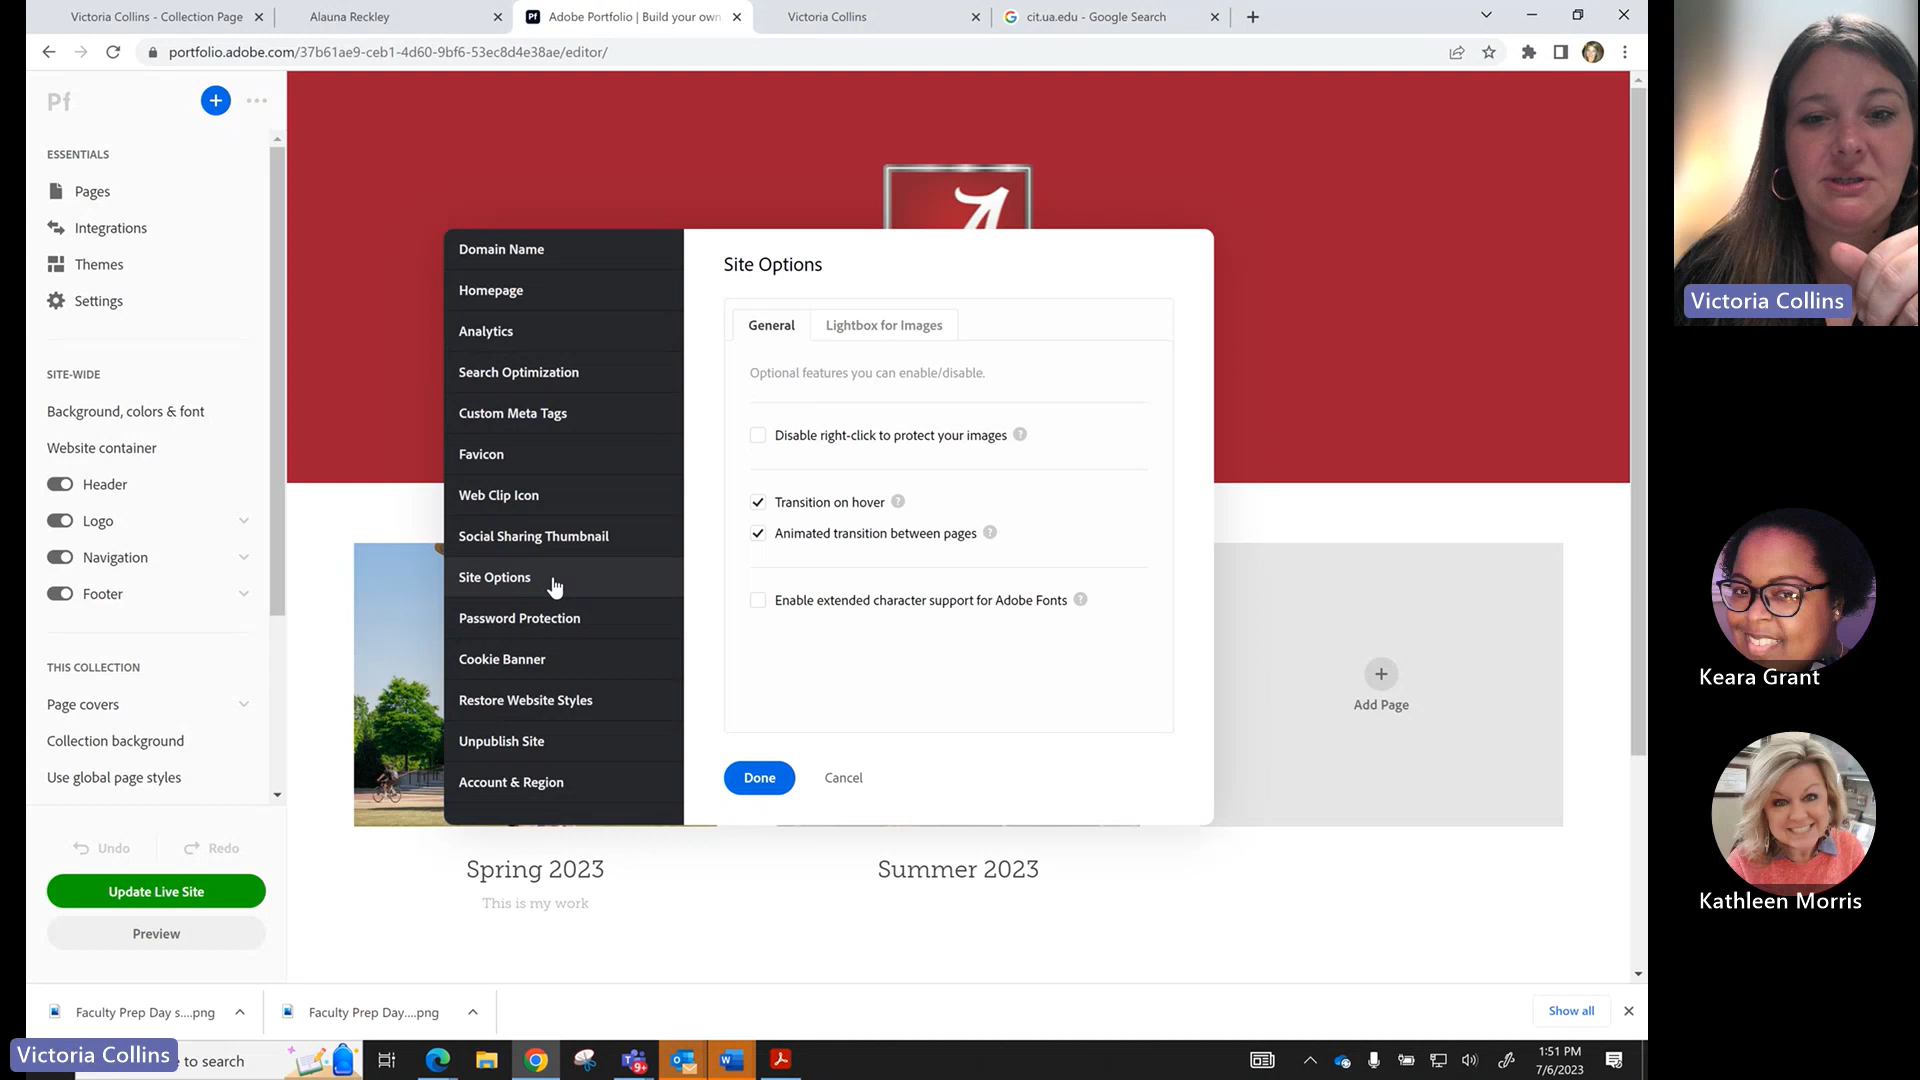 Victoria Collins - Collection Page
Alauna Reckley
Adobe Portfolio | Build your own
Victoria Collins
cit.ua.edu - Google Search
portfolio.adobe.com/37b61ae9-ceb1-4d60-9bf6-53ec8d4e38ae/editor/
Pf
ESSENTIALS
Pages
Integrations
Themes
Settings
SITE-WIDE
Background, colors & font
Website container
Header
Logo
Navigation
Footer
THIS COLLECTION
Page covers
Collection background
Use global page styles
Undo
Redo
Update Live Site
Preview
A
Domain Name
Homepage
Analytics
Search Optimization
Custom Meta Tags
Favicon
Web Clip Icon
Social Sharing Thumbnail
Site Options
Password Protection
Cookie Banner
Restore Website Styles
Unpublish Site
Account & Region
Site Options
General
Lightbox for Images
Optional features you can enable/disable.
Disable right-click to protect your images
Transition on hover
Animated transition between pages
Enable extended character support for Adobe Fonts
Done
Cancel
Add Page
Spring 2023
This is my work
Summer 2023
Faculty Prep Day s....png
Faculty Prep Day....png
Show all
Victoria Collins
e to search
9+
1:51 PM
7/6/2023
Victoria Collins
Keara Grant
Kathleen Morris